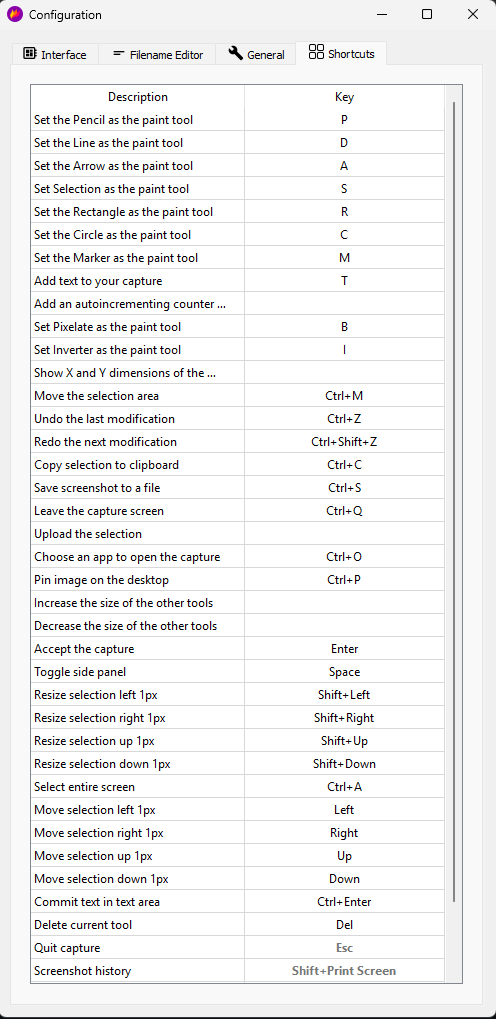 Configuration
Interface Filename Editor General Shortcuts
Description Key
Set the Pencil as the paint tool P
Set the Line as the paint tool D
Set the Arrow as the paint tool A
Set Selection as the paint tool S
Set the Rectangle as the paint tool R
Set the Circle as the paint tool C
Set the Marker as the paint tool M
Add text to your capture T
Add an autoincrementing counter ...
Set Pixelate as the paint tool B
Set Inverter as the paint tool I
Show X and Y dimensions of the ...
Move the selection area Ctrl+M
Undo the last modification Ctrl+Z
Redo the next modification Ctrl+Shift+Z
Copy selection to clipboard Ctrl+C
Save screenshot to a file Ctrl+S
Leave the capture screen Ctrl+Q
Upload the selection
Choose an app to open the capture Ctrl+O
Pin image on the desktop Ctrl+P
Increase the size of the other tools
Decrease the size of the other tools
Accept the capture Enter
Toggle side panel Space
Resize selection left 1px Shift+Left
Resize selection right 1px Shift+Right
Resize selection up 1px Shift+Up
Resize selection down 1px Shift+Down
Select entire screen Ctrl+A
Move selection left 1px Left
Move selection right 1px Right
Move selection up 1px Up
Move selection down 1px Down
Commit text in text area Ctrl+Enter
Delete current tool Del
Quit capture Esc
Screenshot history Shift+Print Screen